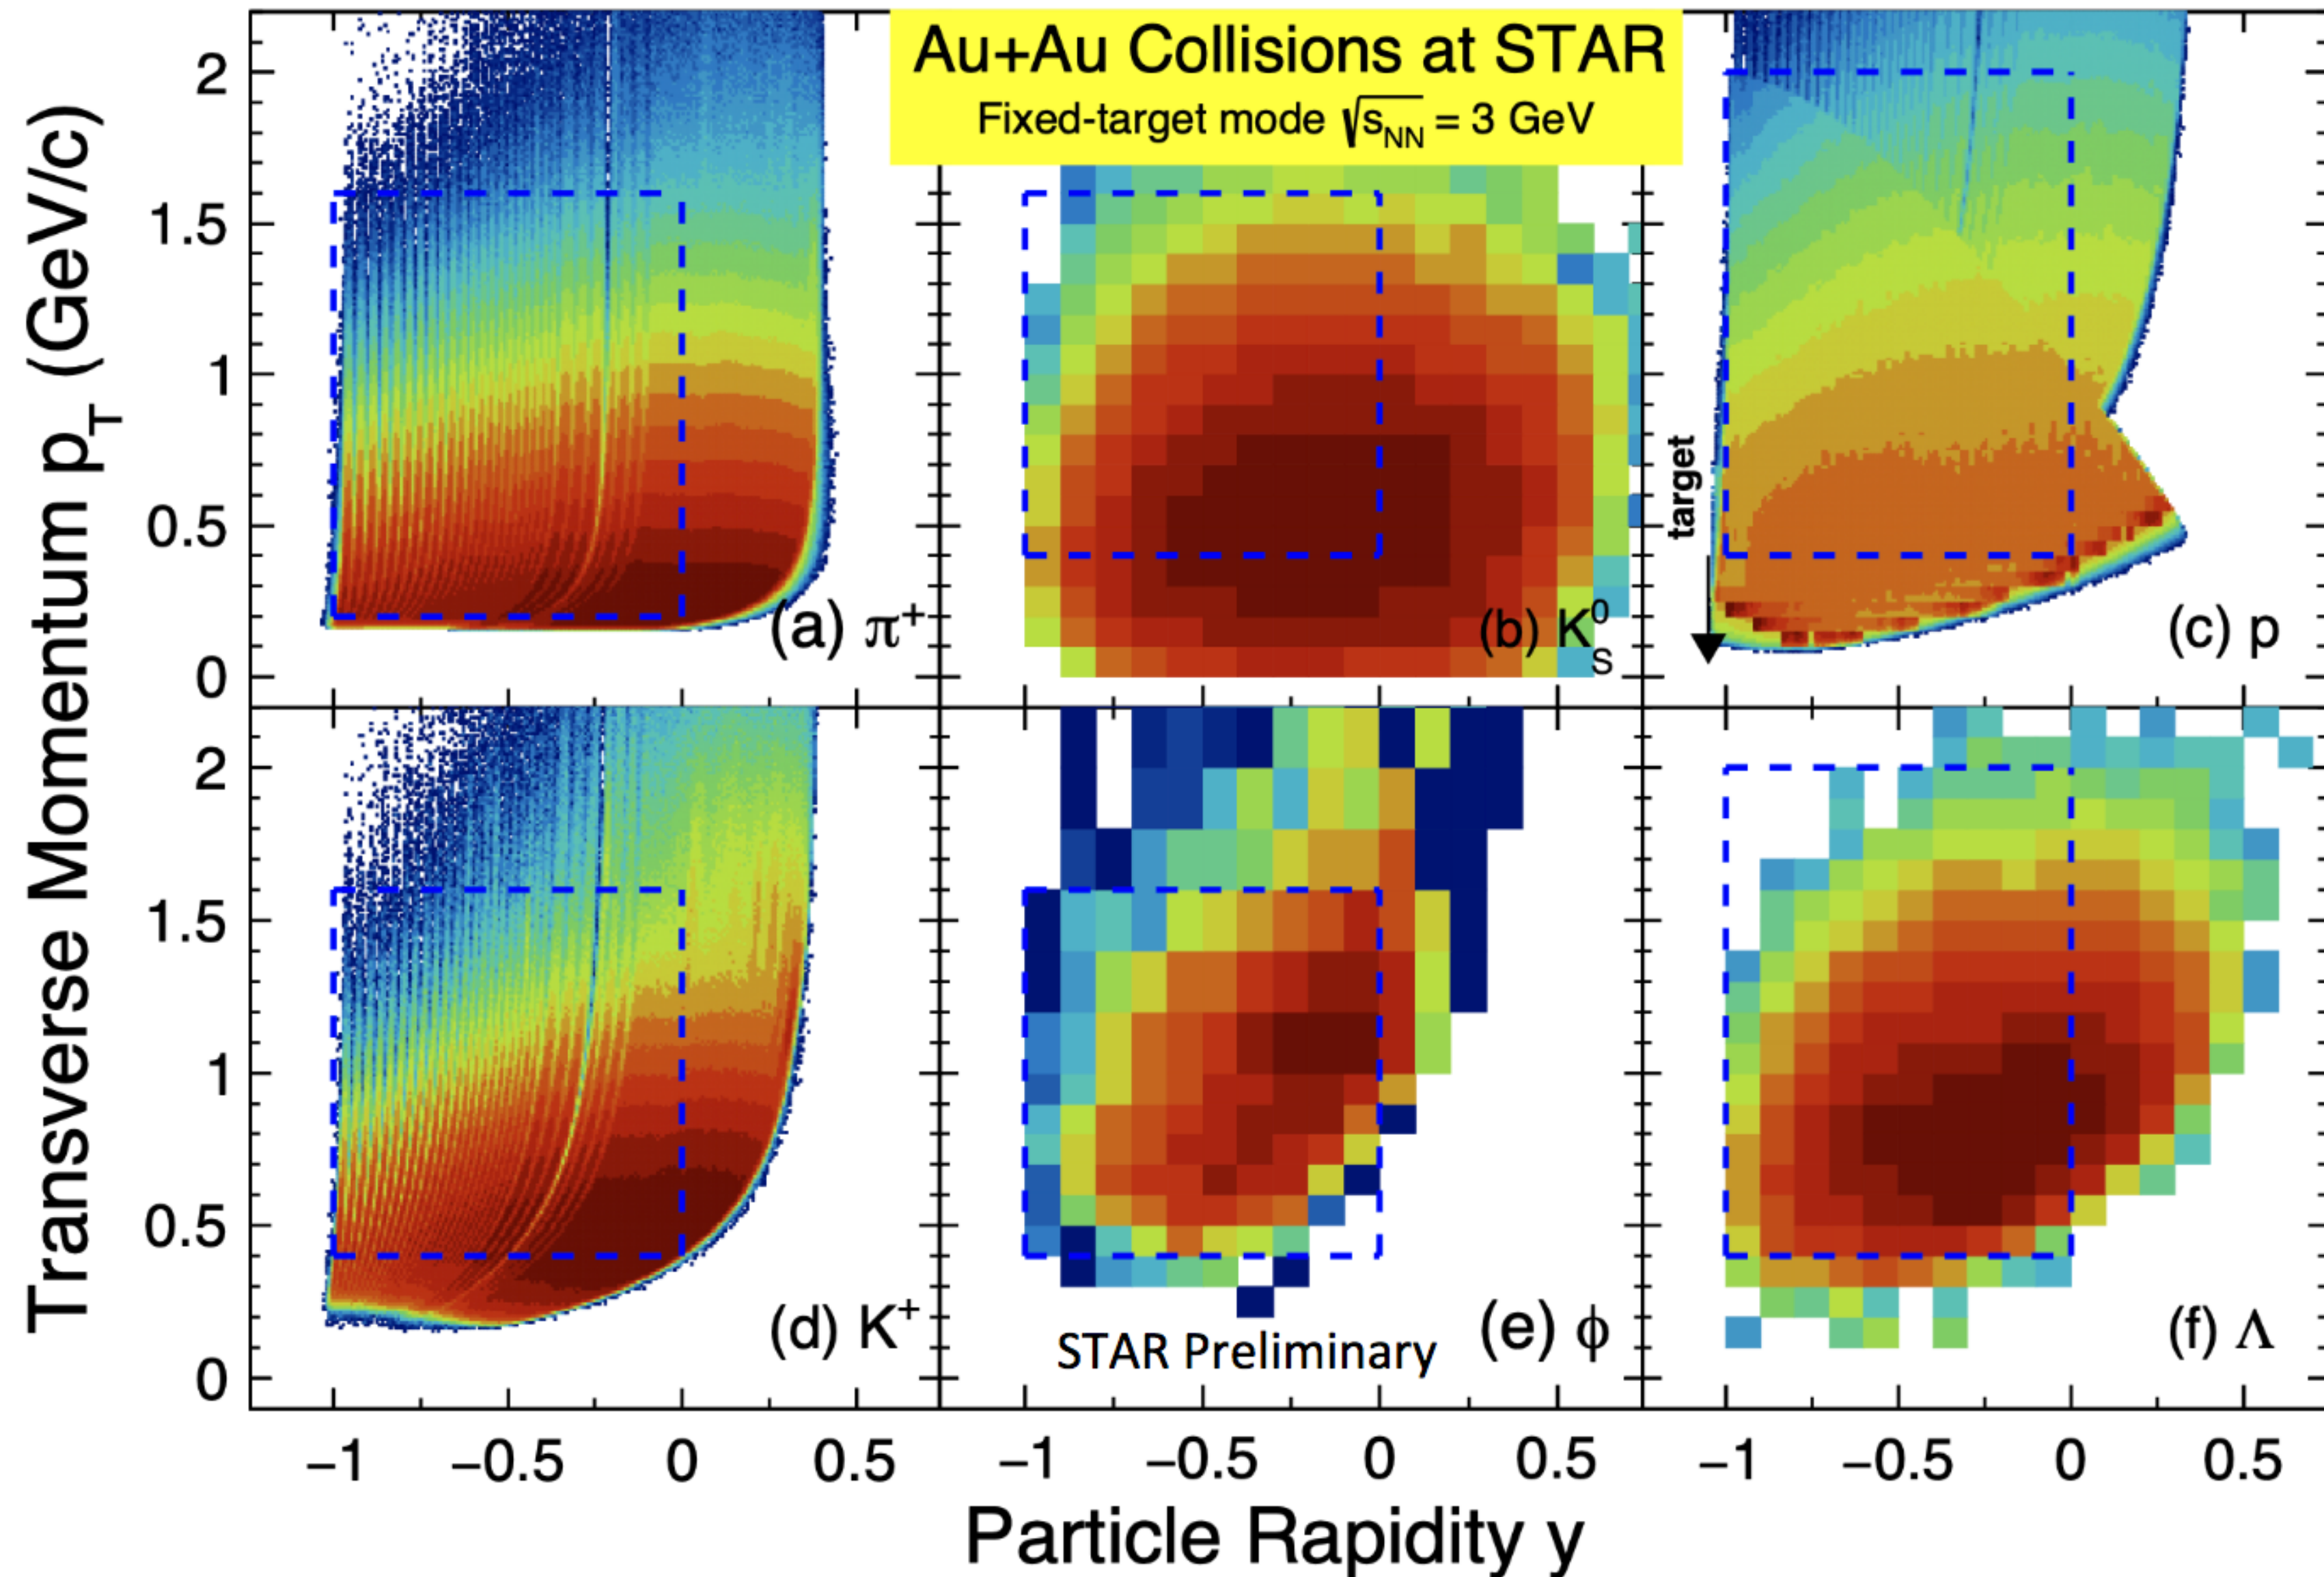 Au+Au Collisions at STAR
Fixed-target mode √sNN = 3 GeV
Transverse Momentum pT (GeV/c)
2
1.5
1
0.5
0
(a) π+
(b) K0S
target
(c) p
2
1.5
1
0.5
0
(d) K+
STAR Preliminary
(e) ϕ
(f) Λ
−1 −0.5 0 0.5 −1 −0.5 0 0.5 −1 −0.5 0 0.5
Particle Rapidity y